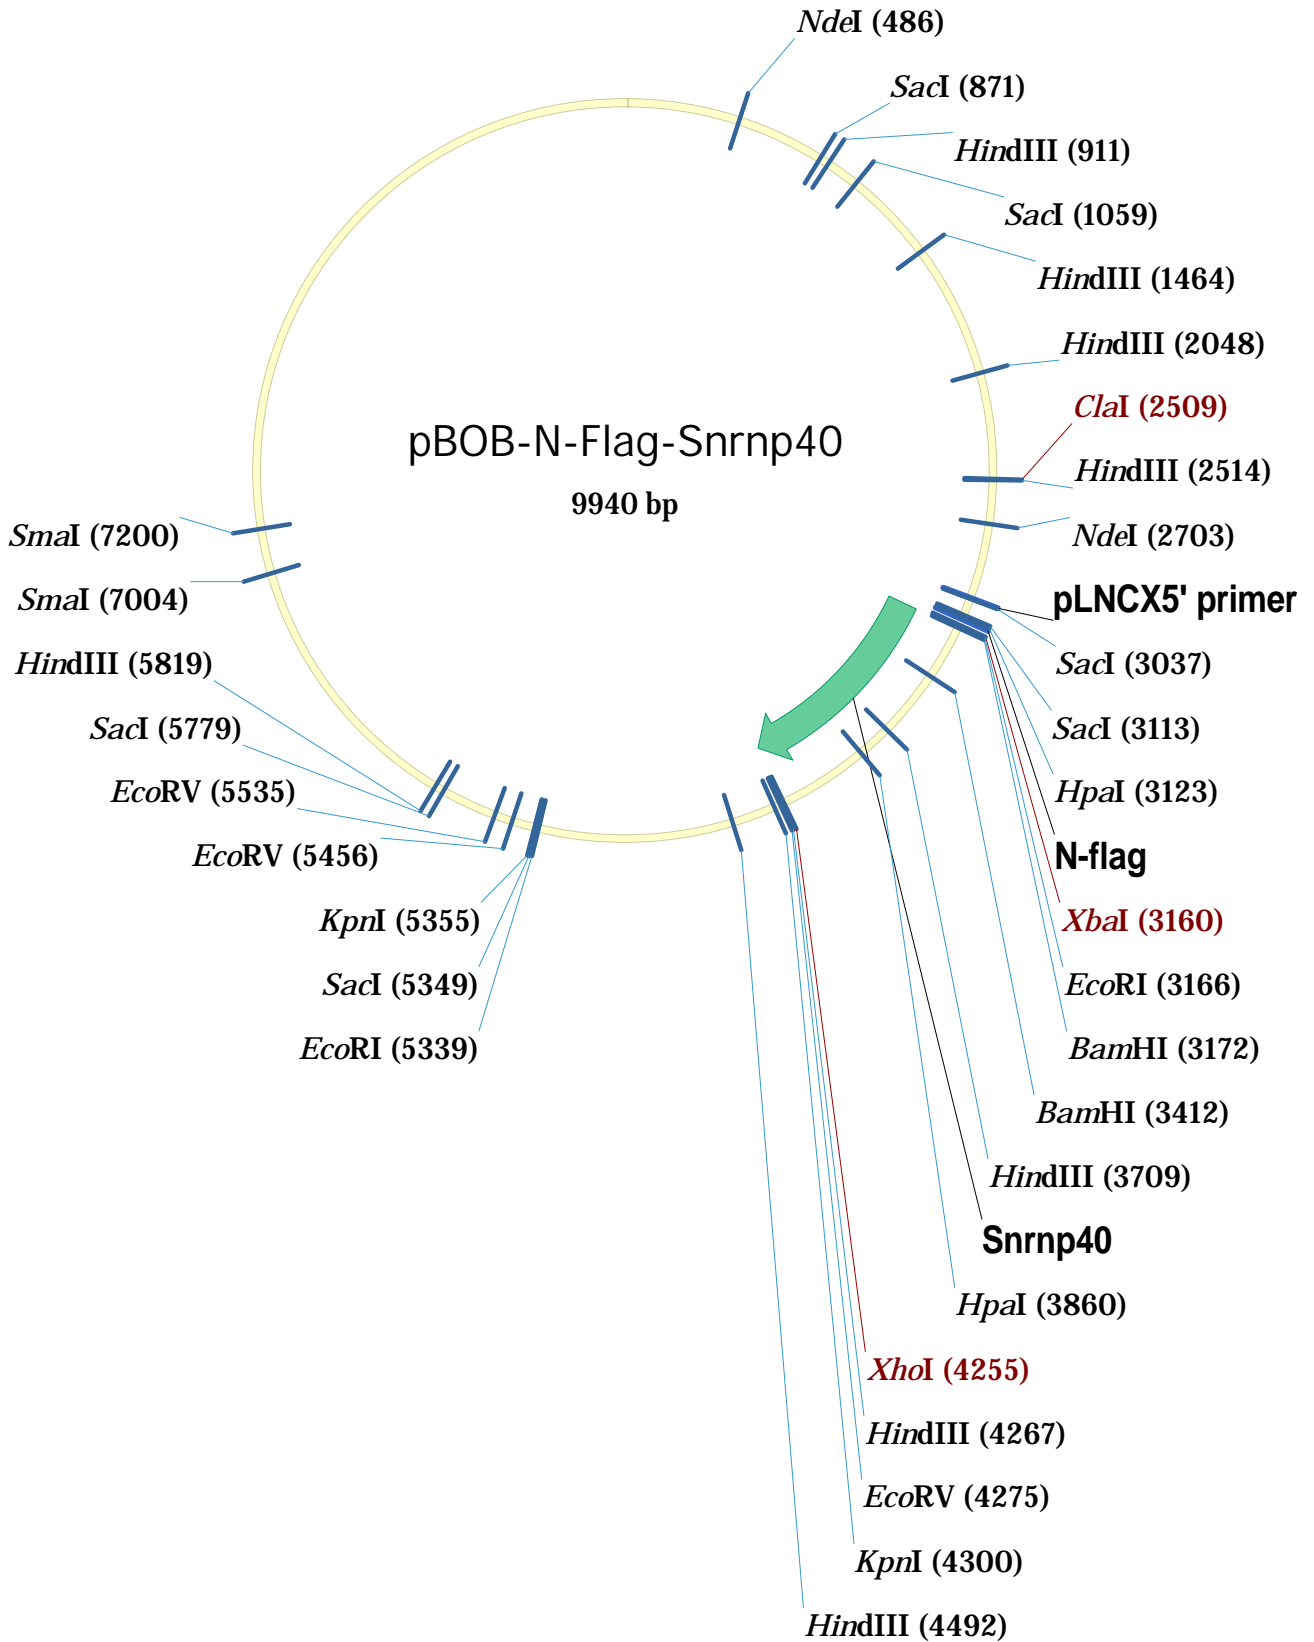 NdeI (486)
SacI (871)
HindIII (911)
SacI (1059)
HindIII (1464)
HindIII (2048)
ClaI (2509)
HindIII (2514)
NdeI (2703)
pLNCX5' primer
SacI (3037)
SacI (3113)
HpaI (3123)
N-flag
XbaI (3160)
EcoRI (3166)
BamHI (3172)
BamHI (3412)
HindIII (3709)
Snrnp40
HpaI (3860)
XhoI (4255)
HindIII (4267)
EcoRV (4275)
KpnI (4300)
HindIII (4492)
pBOB-N-Flag-Snrnp40
9940 bp
SmaI (7200)
SmaI (7004)
HindIII (5819)
SacI (5779)
EcoRV (5535)
EcoRV (5456)
KpnI (5355)
SacI (5349)
EcoRI (5339)